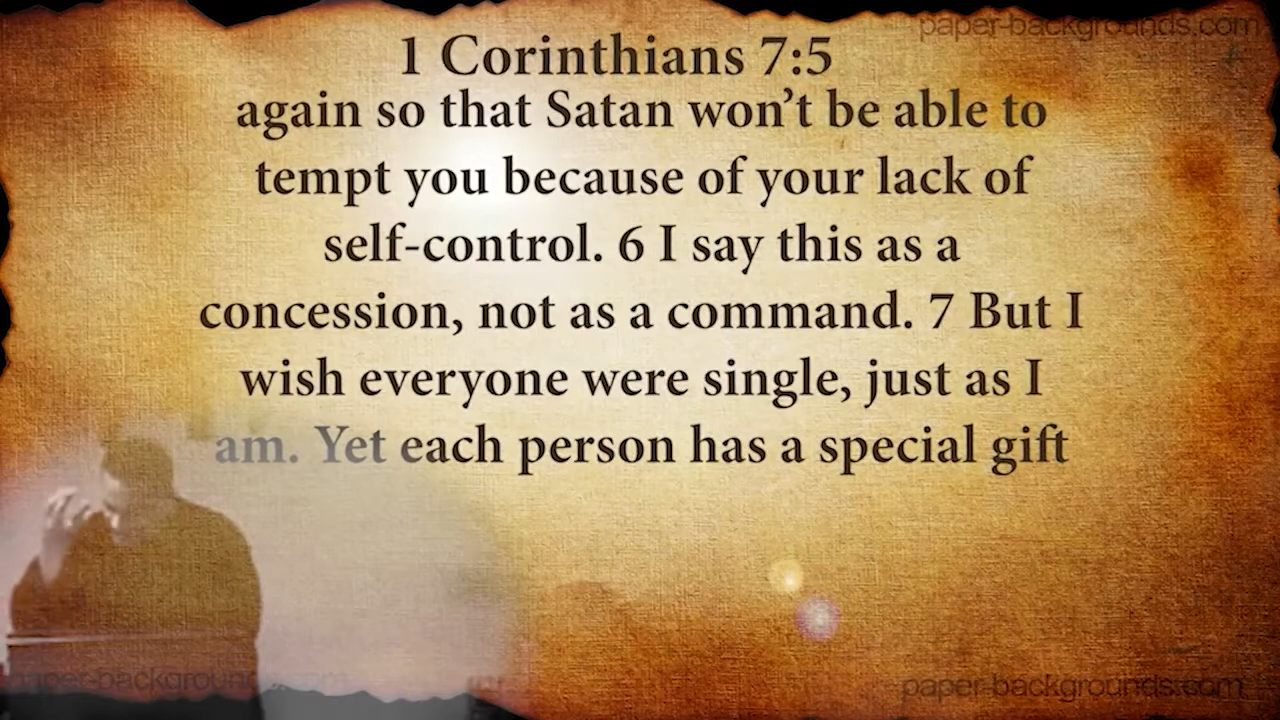 paper-backgrounds.com
1 Corinthians 7:5
again so that Satan won’t be able to
tempt you because of your lack of
self-control. 6 I say this as a
concession, not as a command. 7 But I
wish everyone were single, just as I
am. Yet each person has a special gift
paper-backgrounds.com
paper-backgrounds.com